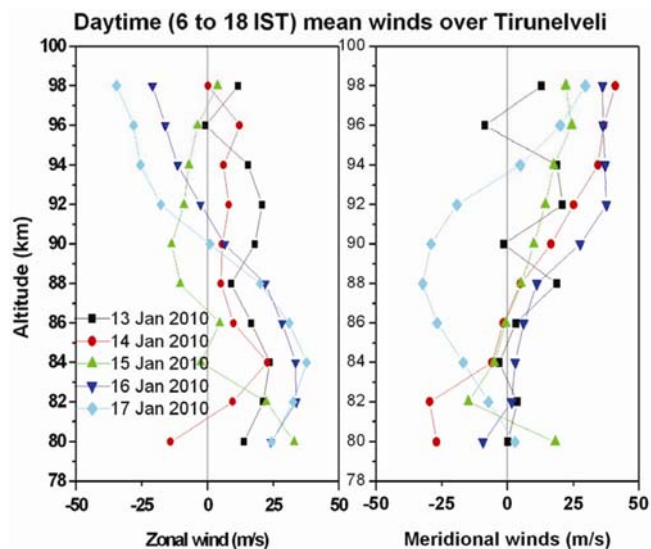 Daytime (6 to 18 IST) mean winds over Tirunelveli
Altitude (km)
100
98
96
94
92
90
88
86
84
82
80
78
13 Jan 2010
14 Jan 2010
15 Jan 2010
16 Jan 2010
17 Jan 2010
-50 -25 0 25 50
Zonal wind (m/s)
100
98
96
94
92
90
88
86
84
82
80
78
-50 -25 0 25 50
Meridional winds (m/s)